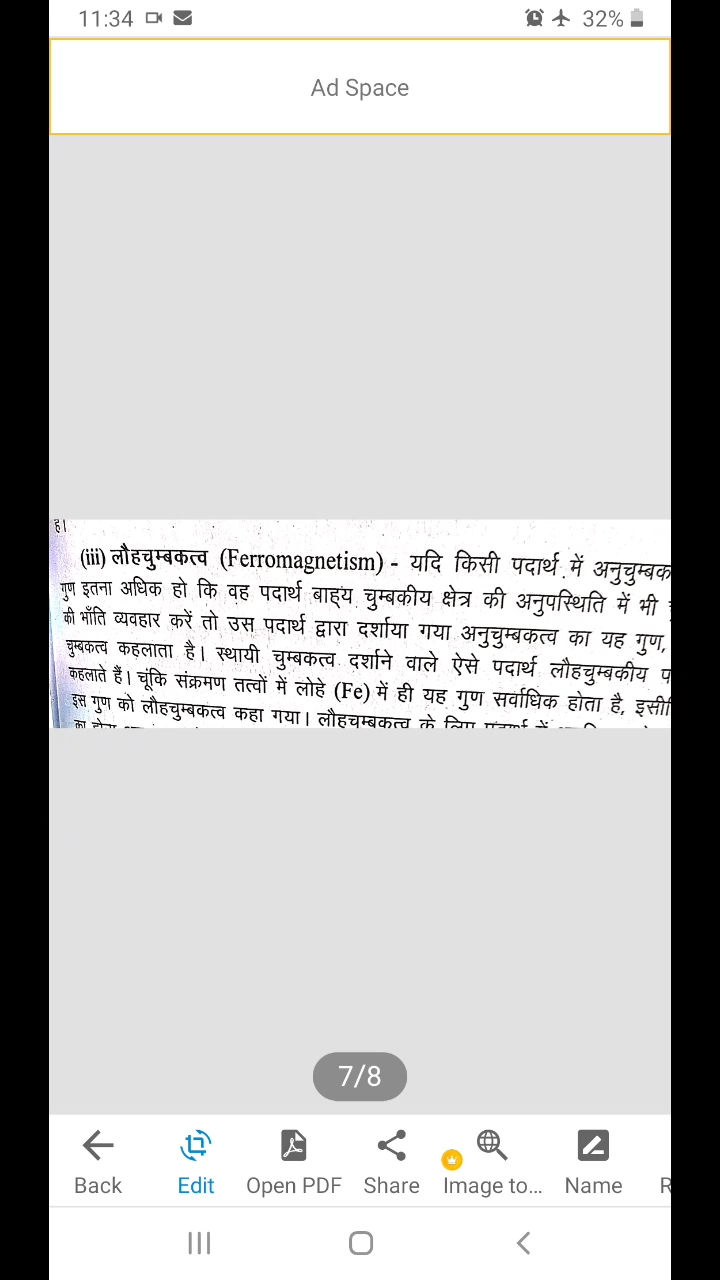 11:34 32%
Ad Space
है।
(iii) लौहचुम्बकत्व (Ferromagnetism) - यदि किसी पदार्थ में अनुचुम्बक
गुण इतना अधिक हो कि वह पदार्थ बाह्य चुम्बकीय क्षेत्र की अनुपस्थिति में भी
की भाँति व्यवहार करें तो उस पदार्थ द्वारा दर्शाया गया अनुचुम्बकत्व का यह गुण,
चुम्बकत्व कहलाता है। स्थायी चुम्बकत्व दर्शाने वाले ऐसे पदार्थ लौहचुम्बकीय प
कहलाते हैं। चूंकि संक्रमण तत्वों में लोहे (Fe) में ही यह गुण सर्वाधिक होता है, इसी
इस गुण को लौहचुम्बकत्व कहा गया। लौहचुम्बकत्व के लिए पदार्थ में
7/8
Back Edit Open PDF Share Image to... Name R